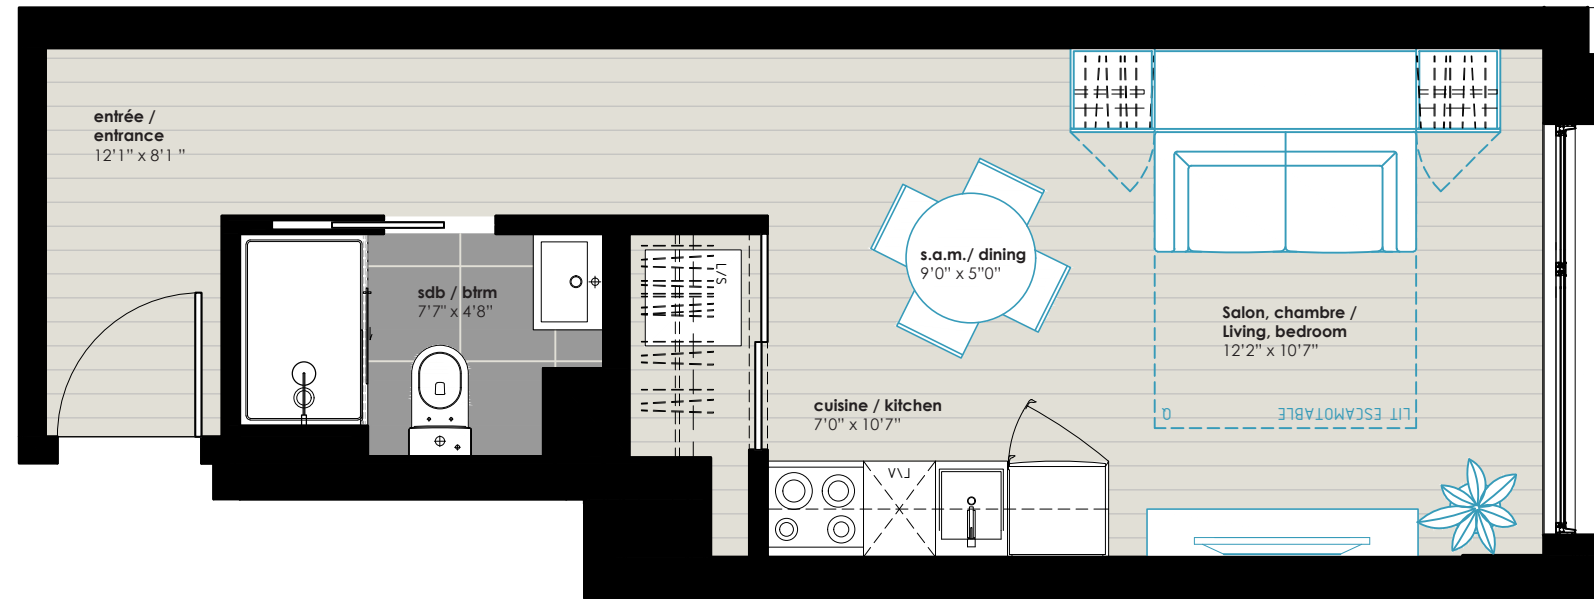 entrée /
entrance
12'1" x 8'1 "
sdb / btrm
7'7" x 4'8"
L/S
s.a.m./ dining
9'0" x 5"0"
Salon, chambre /
Living, bedroom
12'2" x 10'7"
cuisine / kitchen
7'0" x 10'7"
LIT ESCAMOTABLE Q
L/V